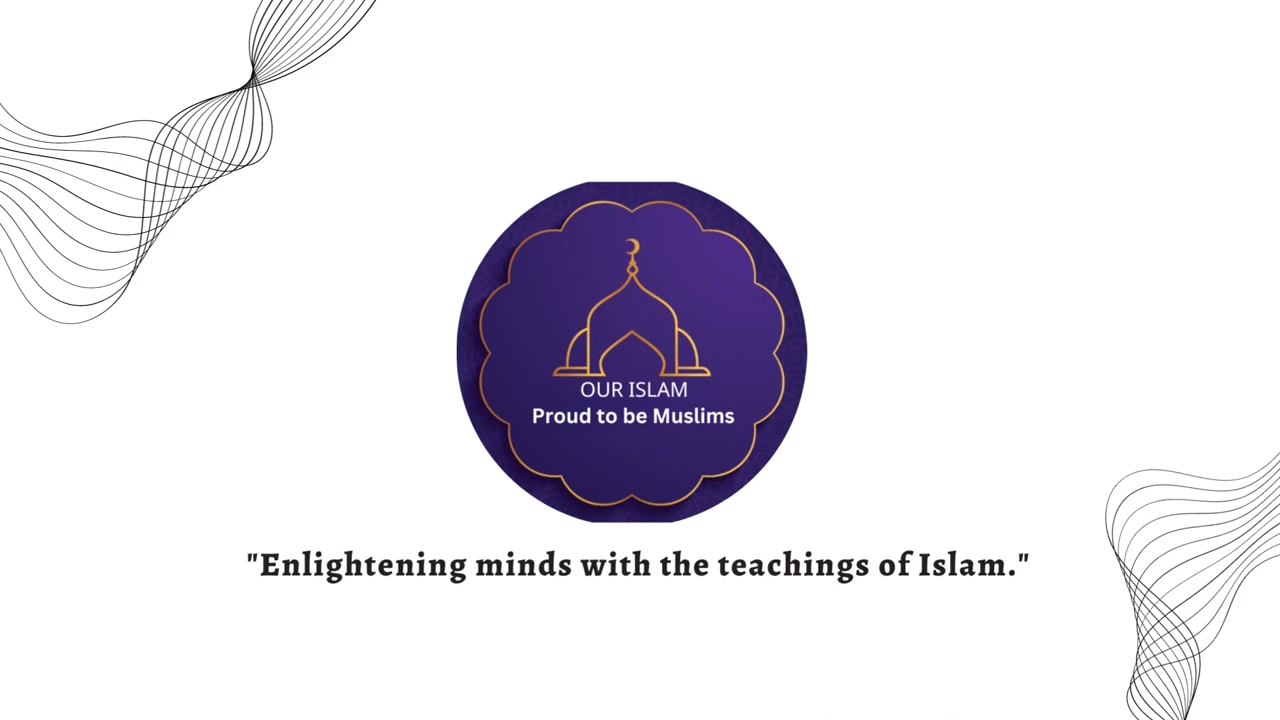 OUR ISLAM
Proud to be Muslims
"Enlightening minds with the teachings of Islam."